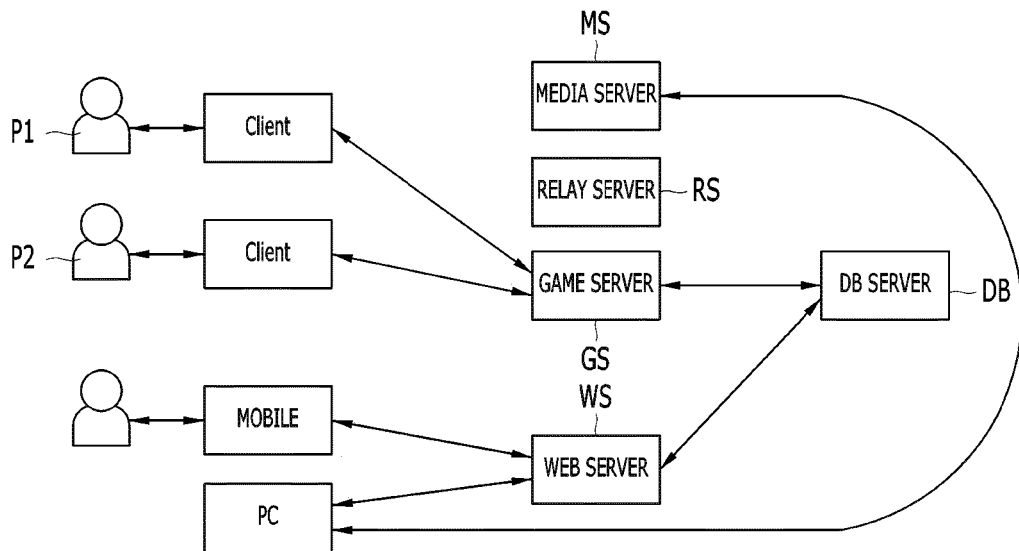 MS
MEDIA SERVER
P1
Client
RELAY SERVER
RS
P2
Client
GAME SERVER
DB SERVER
DB
GS
WS
MOBILE
WEB SERVER
PC